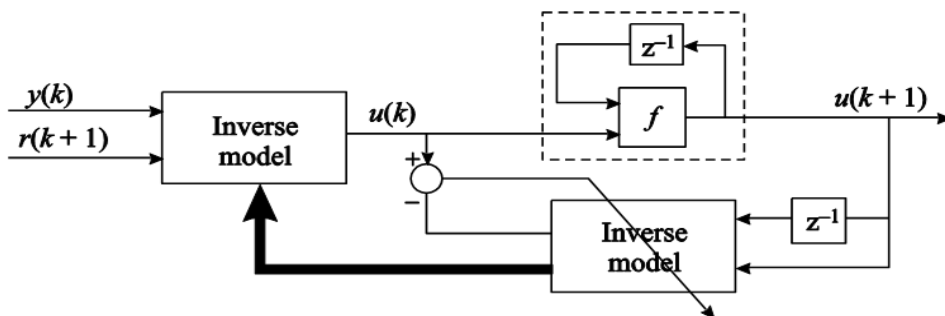 z⁻¹
y(k)
r(k + 1)
Inverse
model
u(k)
f
u(k + 1)
+
−
z⁻¹
Inverse
model